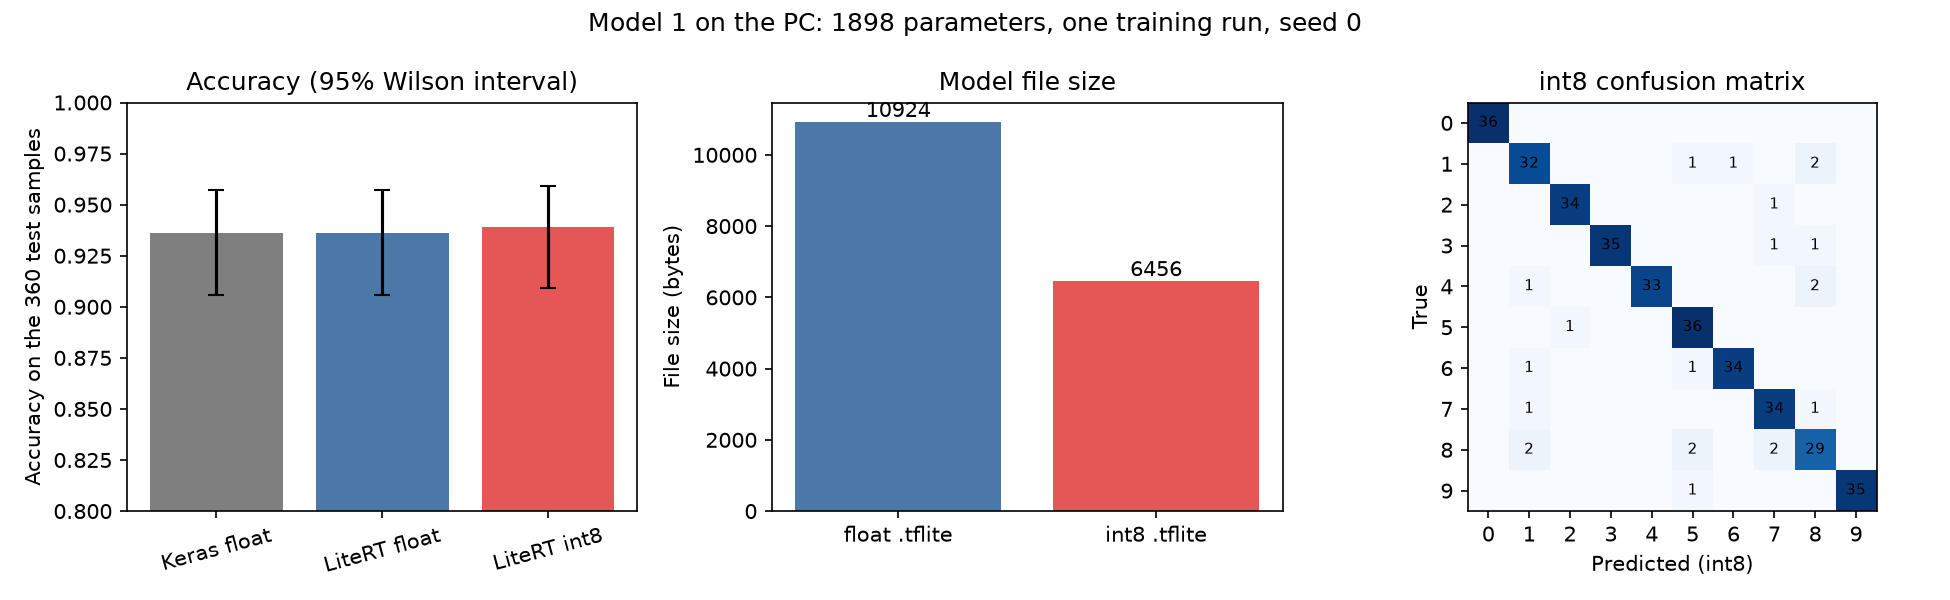 Model 1 on the PC: 1898 parameters, one training run, seed 0
Accuracy (95% Wilson interval)
Accuracy on the 360 test samples
1.000
0.975
0.950
0.925
0.900
0.875
0.850
0.825
0.800
Keras float
LiteRT float
LiteRT int8
Model file size
File size (bytes)
10000
8000
6000
4000
2000
0
10924
6456
float .tflite
int8 .tflite
int8 confusion matrix
True
0 36
1 32 1 1 2
2 34 1
3 35 1 1
4 1 33 2
5 1 36
6 1 1 34
7 1 34 1
8 2 2 2 29
9 1 35
0 1 2 3 4 5 6 7 8 9
Predicted (int8)